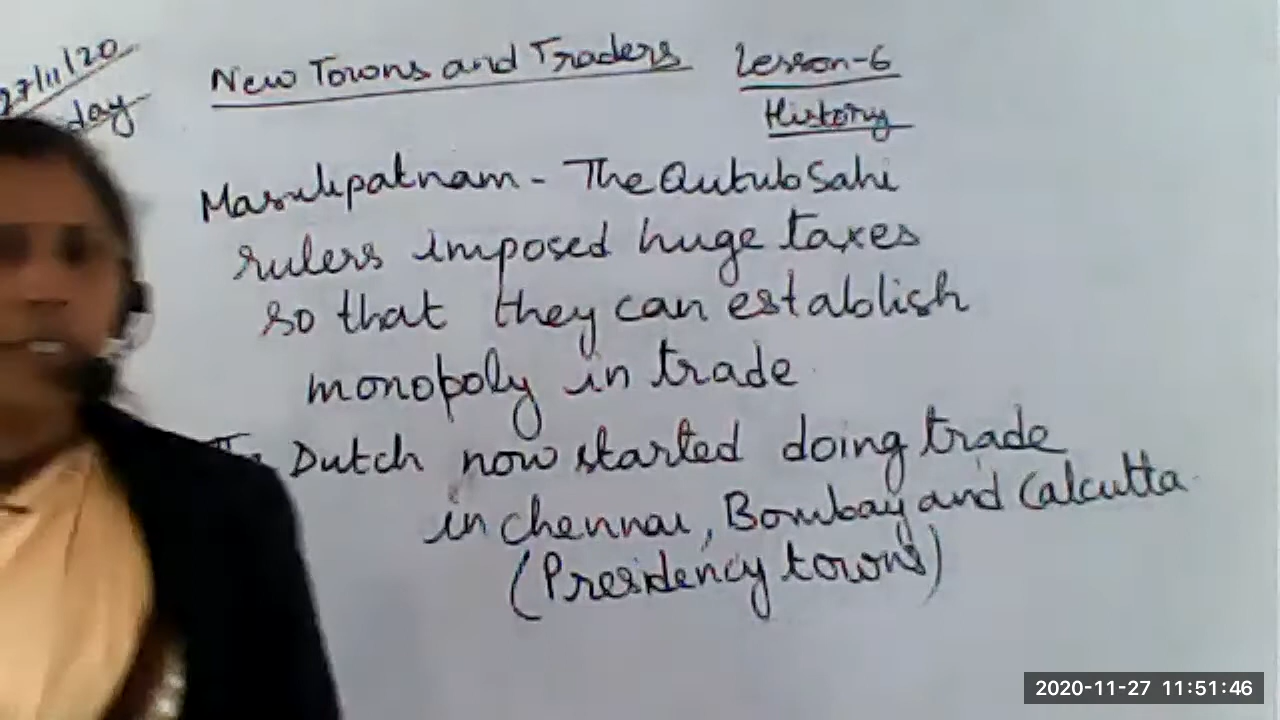 27/11/20
day
New Towns and Traders Lesson-6
History
Masulipatnam - The Qutub Sahi
rulers imposed huge taxes
so that they can establish
monopoly in trade
Dutch now started doing trade
in Chennai, Bombay and Calcutta.
(Presidency towns)
2020-11-27 11:51:46